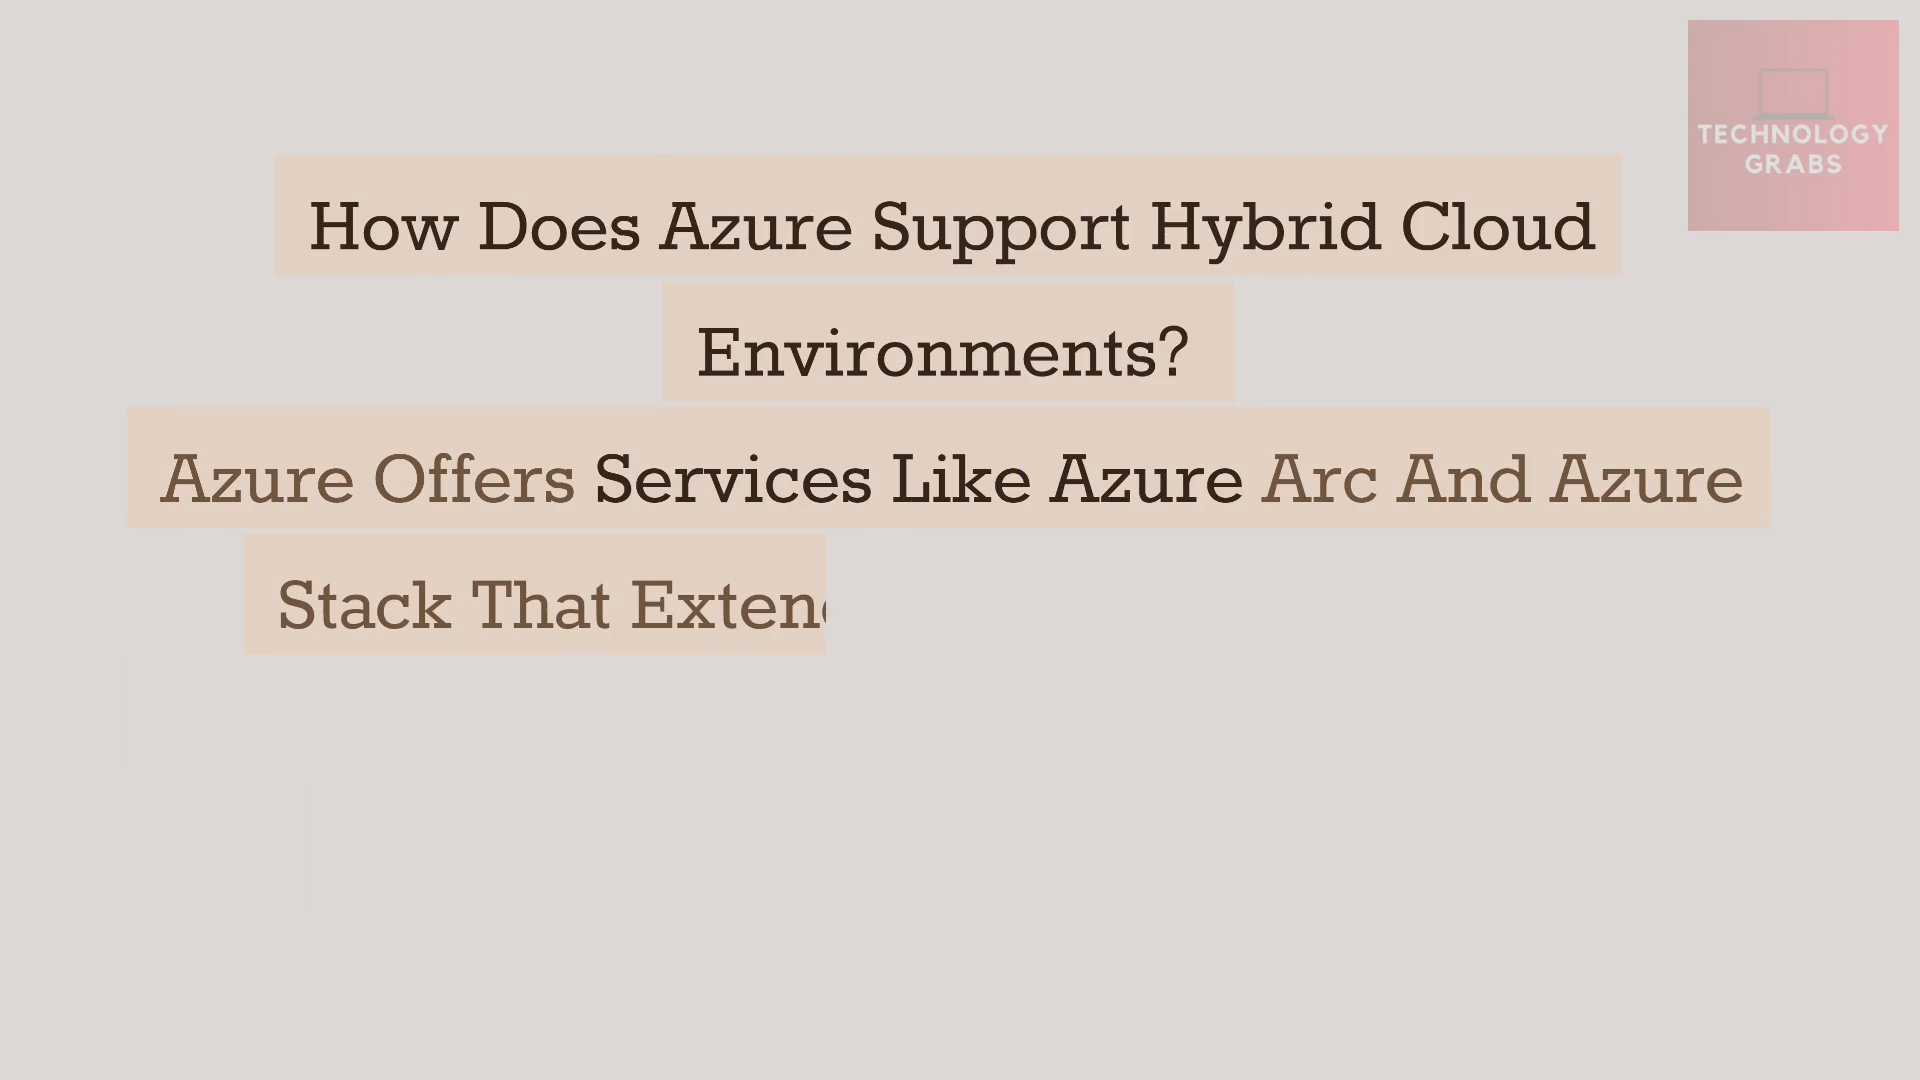 TECHNOLOGY
GRABS
How Does Azure Support Hybrid Cloud
Environments?
Azure Offers Services Like Azure Arc And Azure
Stack That